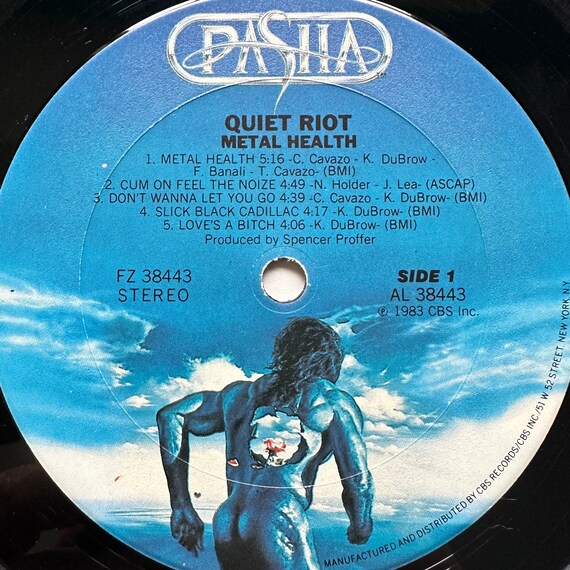 PASHA
TM
QUIET RIOT
METAL HEALTH
1. METAL HEALTH 5:16 -C. Cavazo - K. DuBrow -
F. Banali - T. Cavazo- (BMI)
2. CUM ON FEEL THE NOIZE 4:49 -N. Holder - J. Lea- (ASCAP)
3. DON'T WANNA LET YOU GO 4:39 -C. Cavazo - K. DuBrow- (BMI)
4. SLICK BLACK CADILLAC 4:17 -K. DuBrow- (BMI)
5. LOVE'S A BITCH 4:06 -K. DuBrow- (BMI)
Produced by Spencer Proffer
FZ 38443
STEREO
SIDE 1
AL 38443
℗ 1983 CBS Inc.
MANUFACTURED AND DISTRIBUTED BY CBS RECORDS/CBS INC./51 W. 52 STREET NEW YORK, N.Y.